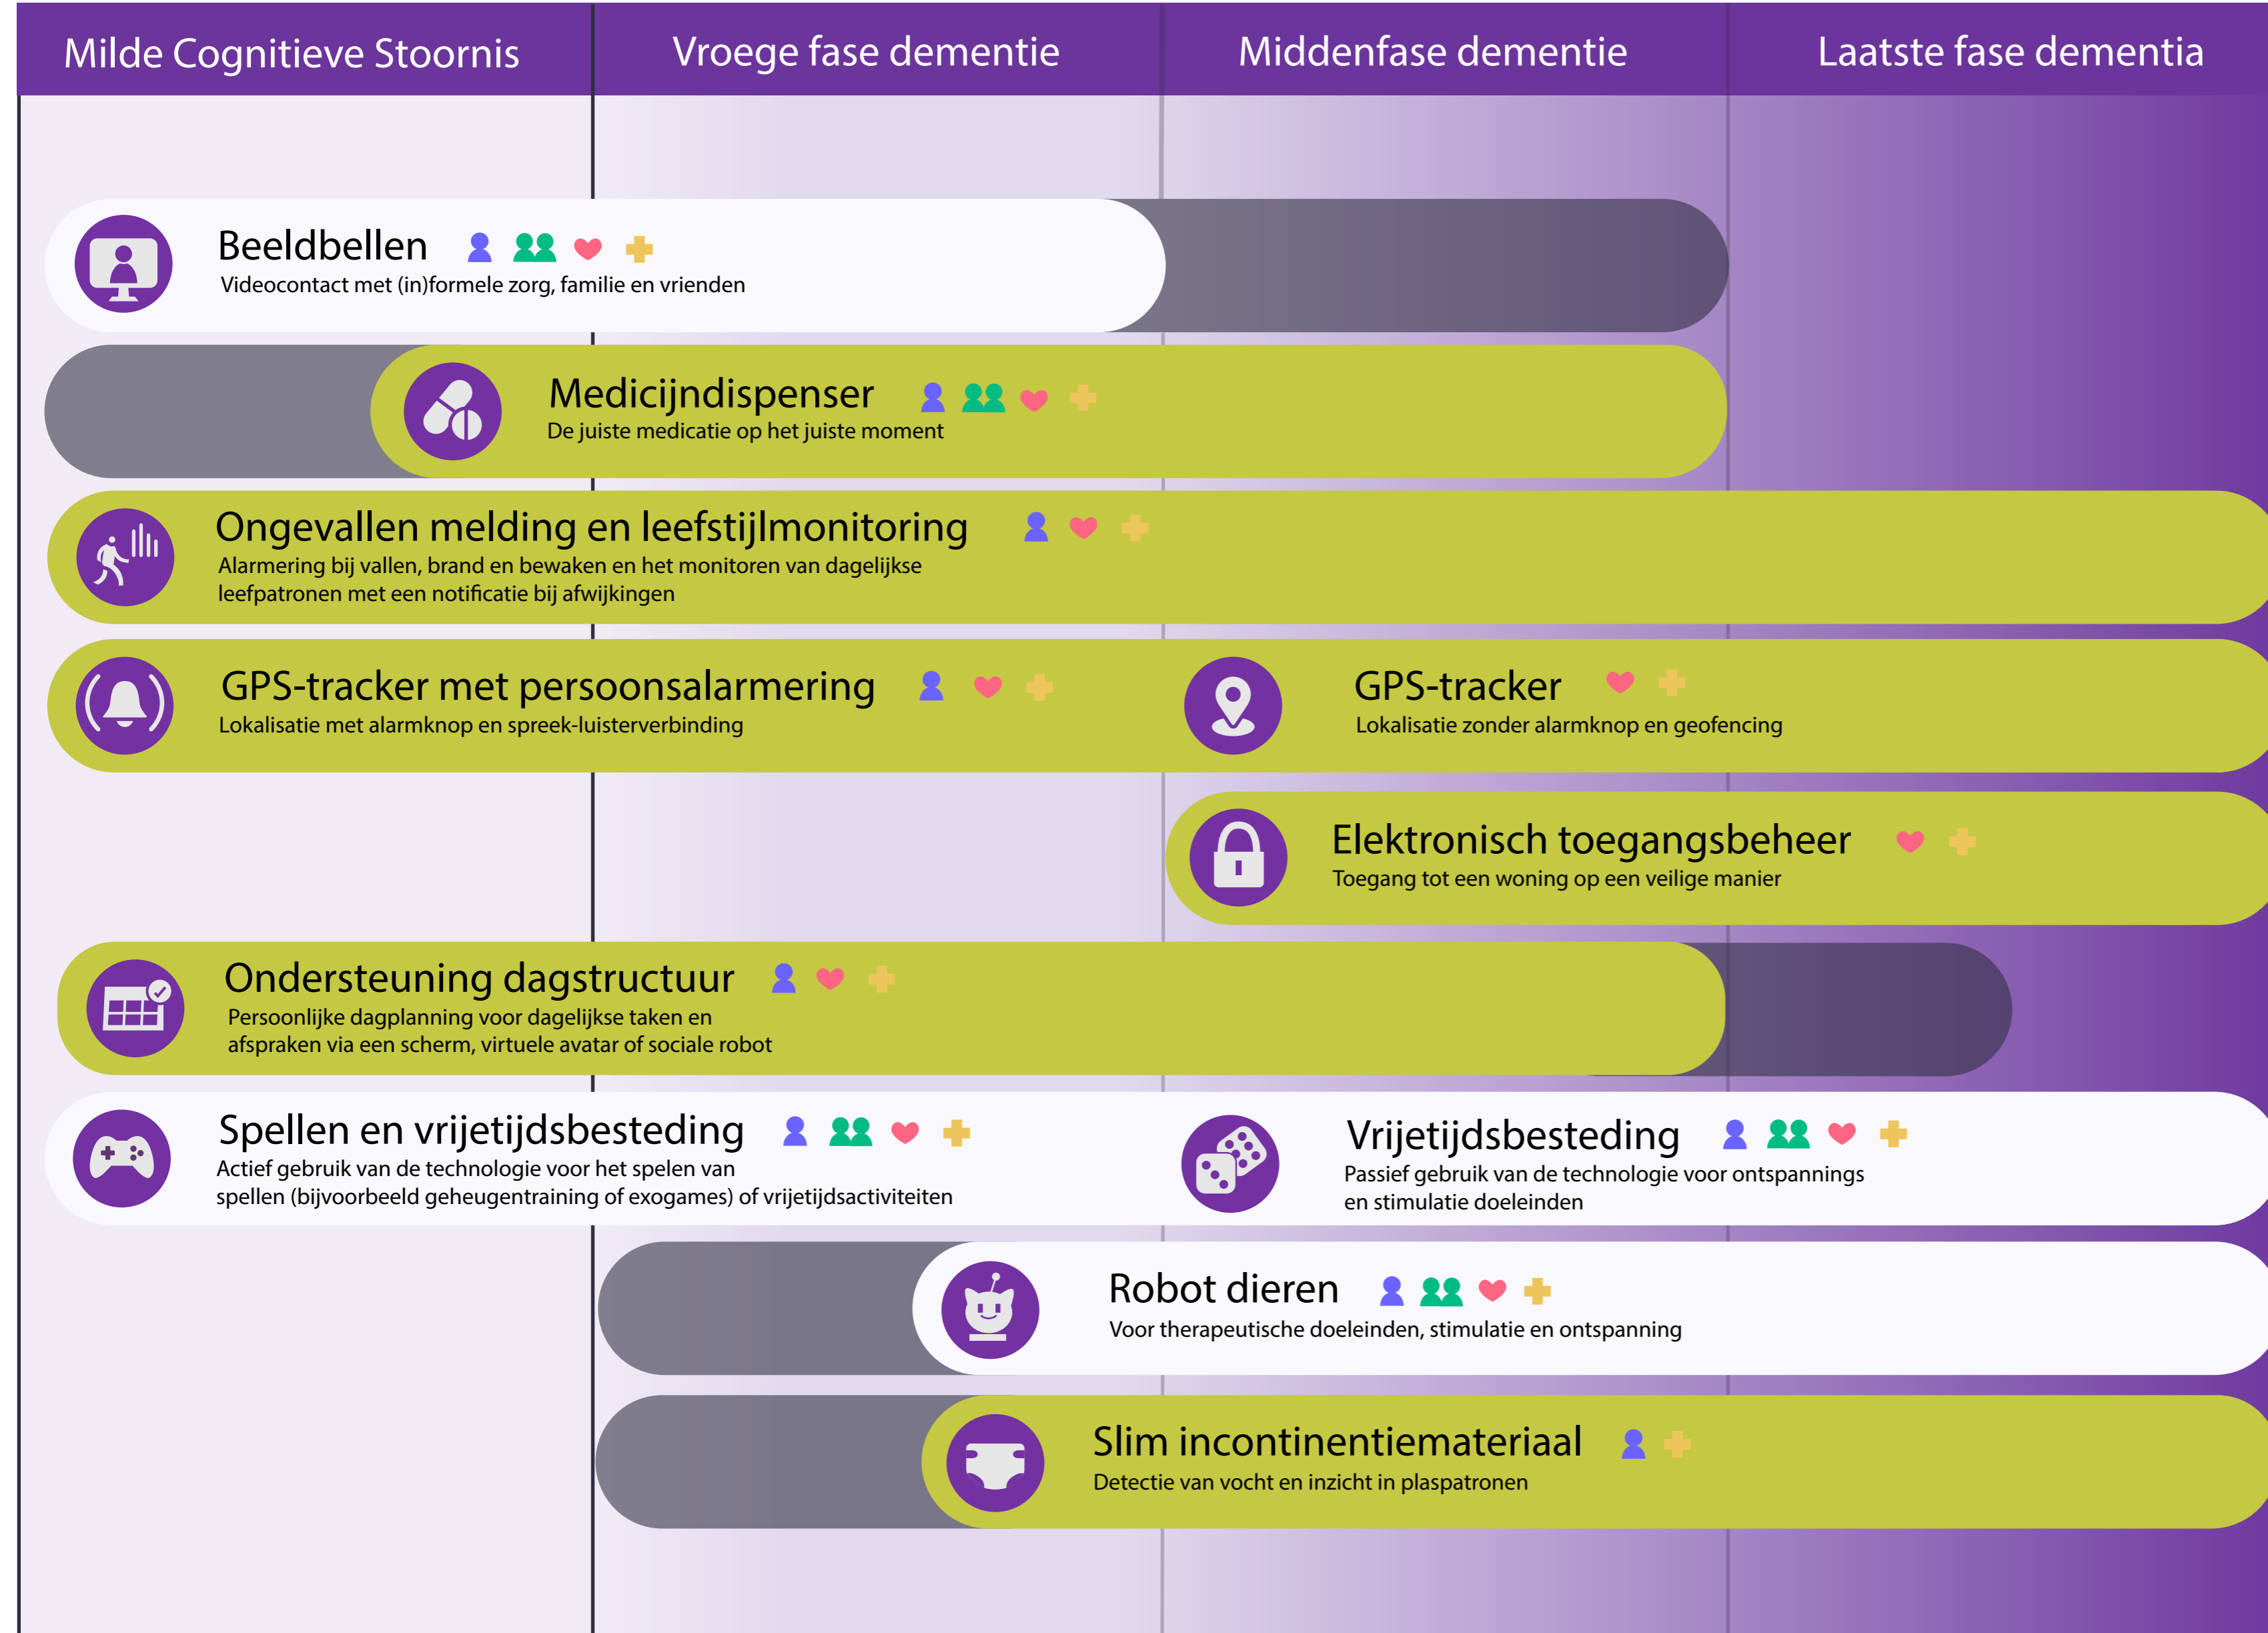 Milde Cognitieve Stoornis
Vroege fase dementie
Middenfase dementie
Laatste fase dementia
Beeldbellen
Videocontact met (in)formele zorg, familie en vrienden
Medicijndispenser
De juiste medicatie op het juiste moment
Ongevallen melding en leefstijlmonitoring
Alarmering bij vallen, brand en bewaken en het monitoren van dagelijkse
leefpatronen met een notificatie bij afwijkingen
GPS-tracker met persoonsalarmering
Lokalisatie met alarmknop en spreek-luisterverbinding
GPS-tracker
Lokalisatie zonder alarmknop en geofencing
Elektronisch toegangsbeheer
Toegang tot een woning op een veilige manier
Ondersteuning dagstructuur
Persoonlijke dagplanning voor dagelijkse taken en
afspraken via een scherm, virtuele avatar of sociale robot
Spellen en vrijetijdsbesteding
Actief gebruik van de technologie voor het spelen van
spellen (bijvoorbeeld geheugentraining of exogames) of vrijetijdsactiviteiten
Vrijetijdsbesteding
Passief gebruik van de technologie voor ontspannings
en stimulatie doeleinden
Robot dieren
Voor therapeutische doeleinden, stimulatie en ontspanning
Slim incontinentiemateriaal
Detectie van vocht en inzicht in plaspatronen